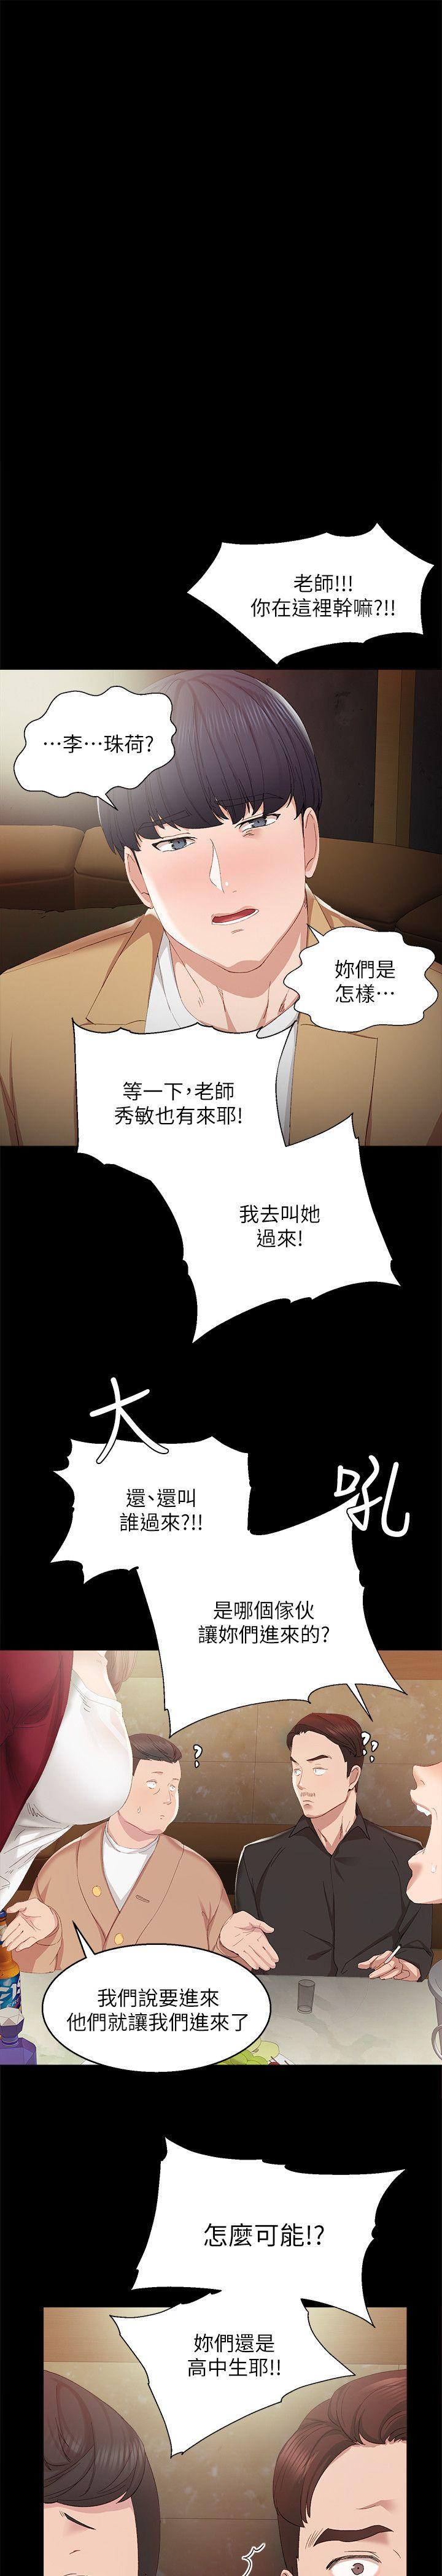 老師!!!
你在這裡幹嘛?!!
…李…珠荷?
妳們是
怎樣…
等一下，老師
秀敏也有來耶!
我去叫她
過來!
大
吼
還、還叫
誰過來?!!
是哪個傢伙
讓妳們進來的?
我們說要進來
他們就讓我們進來了
怎麼可能!?
妳們還是
高中生耶!!